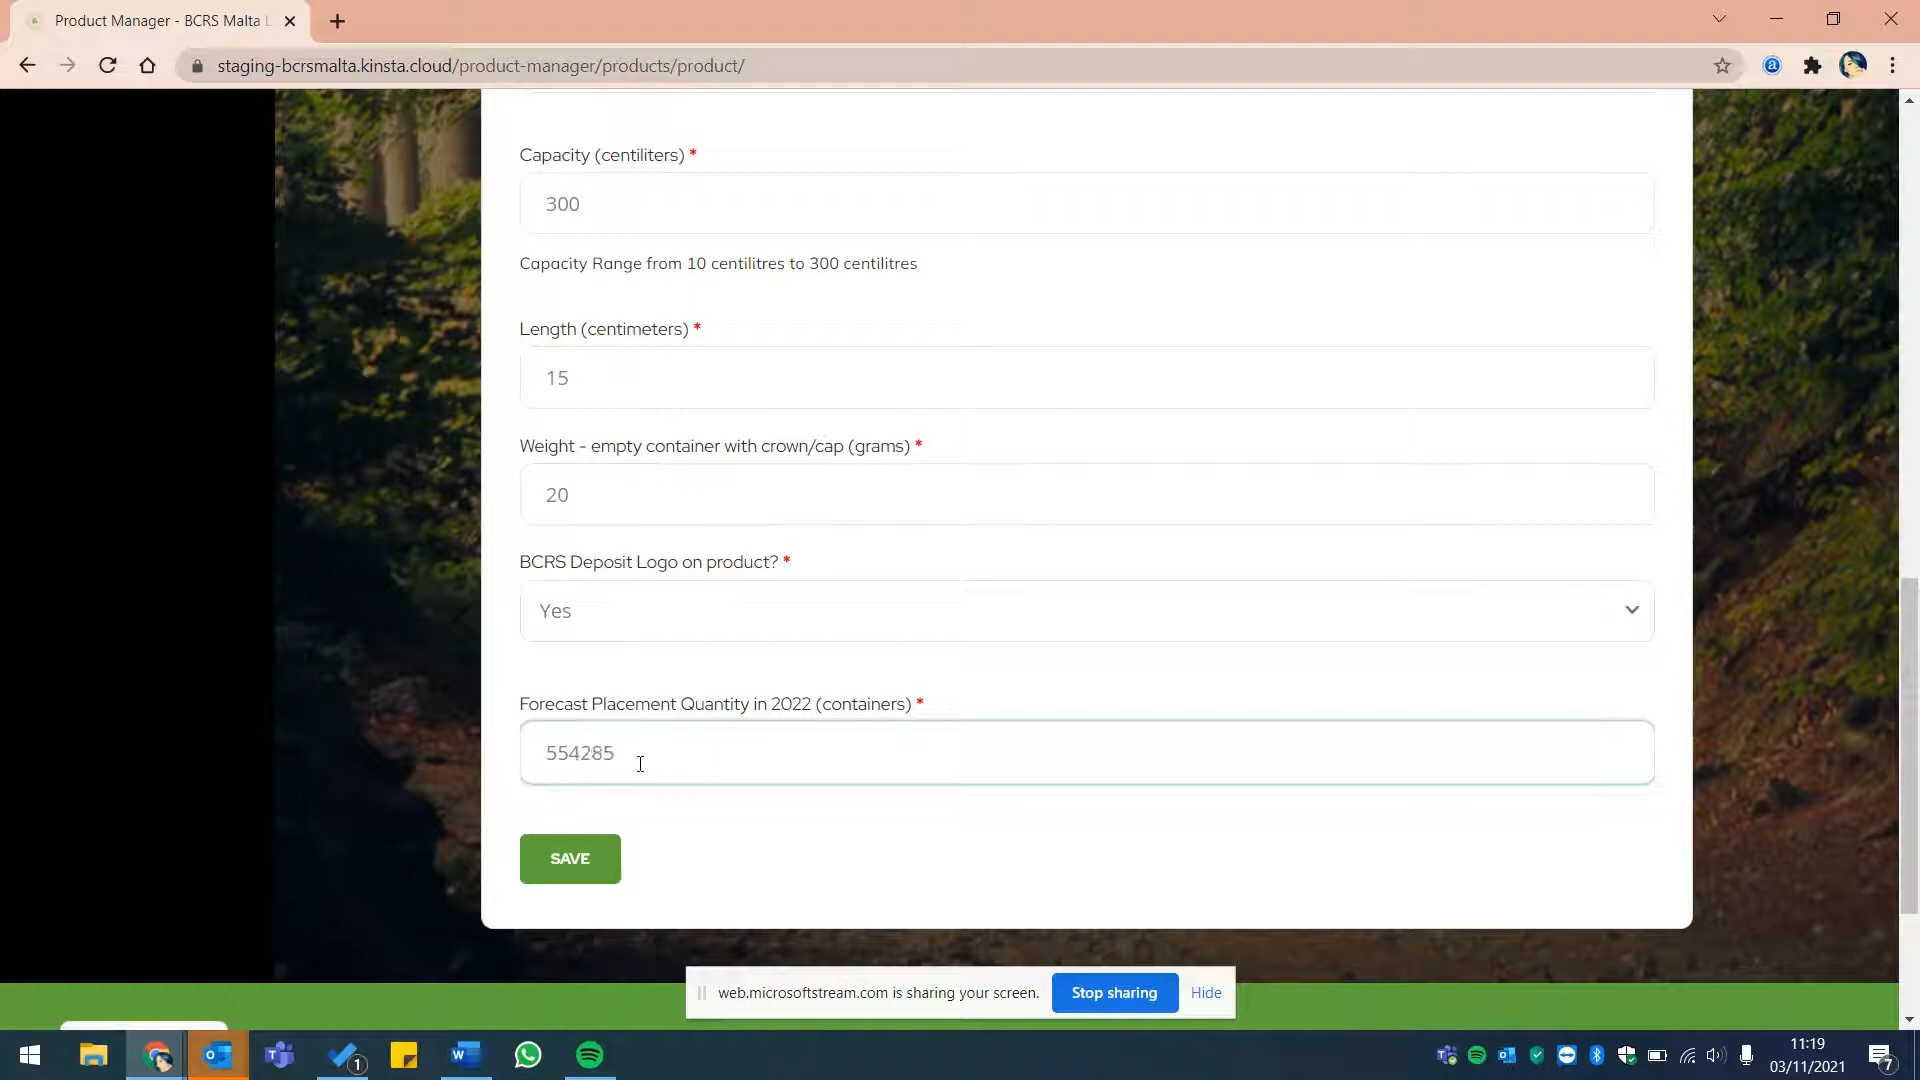 Product Manager - BCRS Malta L
staging-bcrsmalta.kinsta.cloud/product-manager/products/product/
Capacity (centiliters) *
300
Capacity Range from 10 centilitres to 300 centilitres
Length (centimeters) *
15
Weight - empty container with crown/cap (grams) *
20
BCRS Deposit Logo on product? *
Yes
Forecast Placement Quantity in 2022 (containers) *
554285
SAVE
web.microsoftstream.com is sharing your screen.
Stop sharing
Hide
1
11:19
03/11/2021
7